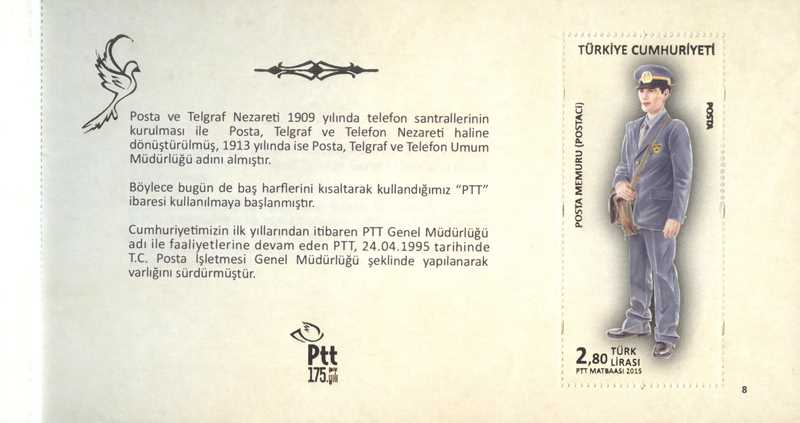 Posta ve Telgraf Nezareti 1909 yılında telefon santrallerinin
kurulması ile Posta, Telgraf ve Telefon Nezareti haline
dönüştürülmüş, 1913 yılında ise Posta, Telgraf ve Telefon Umum
Müdürlüğü adını almıştır.
Böylece bugün de baş harflerini kısaltarak kullandığımız “PTT”
ibaresi kullanılmaya başlanmıştır.
Cumhuriyetimizin ilk yıllarından itibaren PTT Genel Müdürlüğü
adı ile faaliyetlerine devam eden PTT, 24.04.1995 tarihinde
T.C. Posta İşletmesi Genel Müdürlüğü şeklinde yapılanarak
varlığını sürdürmüştür.
Ptt
175.yılı
TÜRKİYE CUMHURİYETİ
POSTA MEMURU (POSTACI)
POSTA
2,80 TÜRK LİRASI
PTT MATBAASI 2015
8